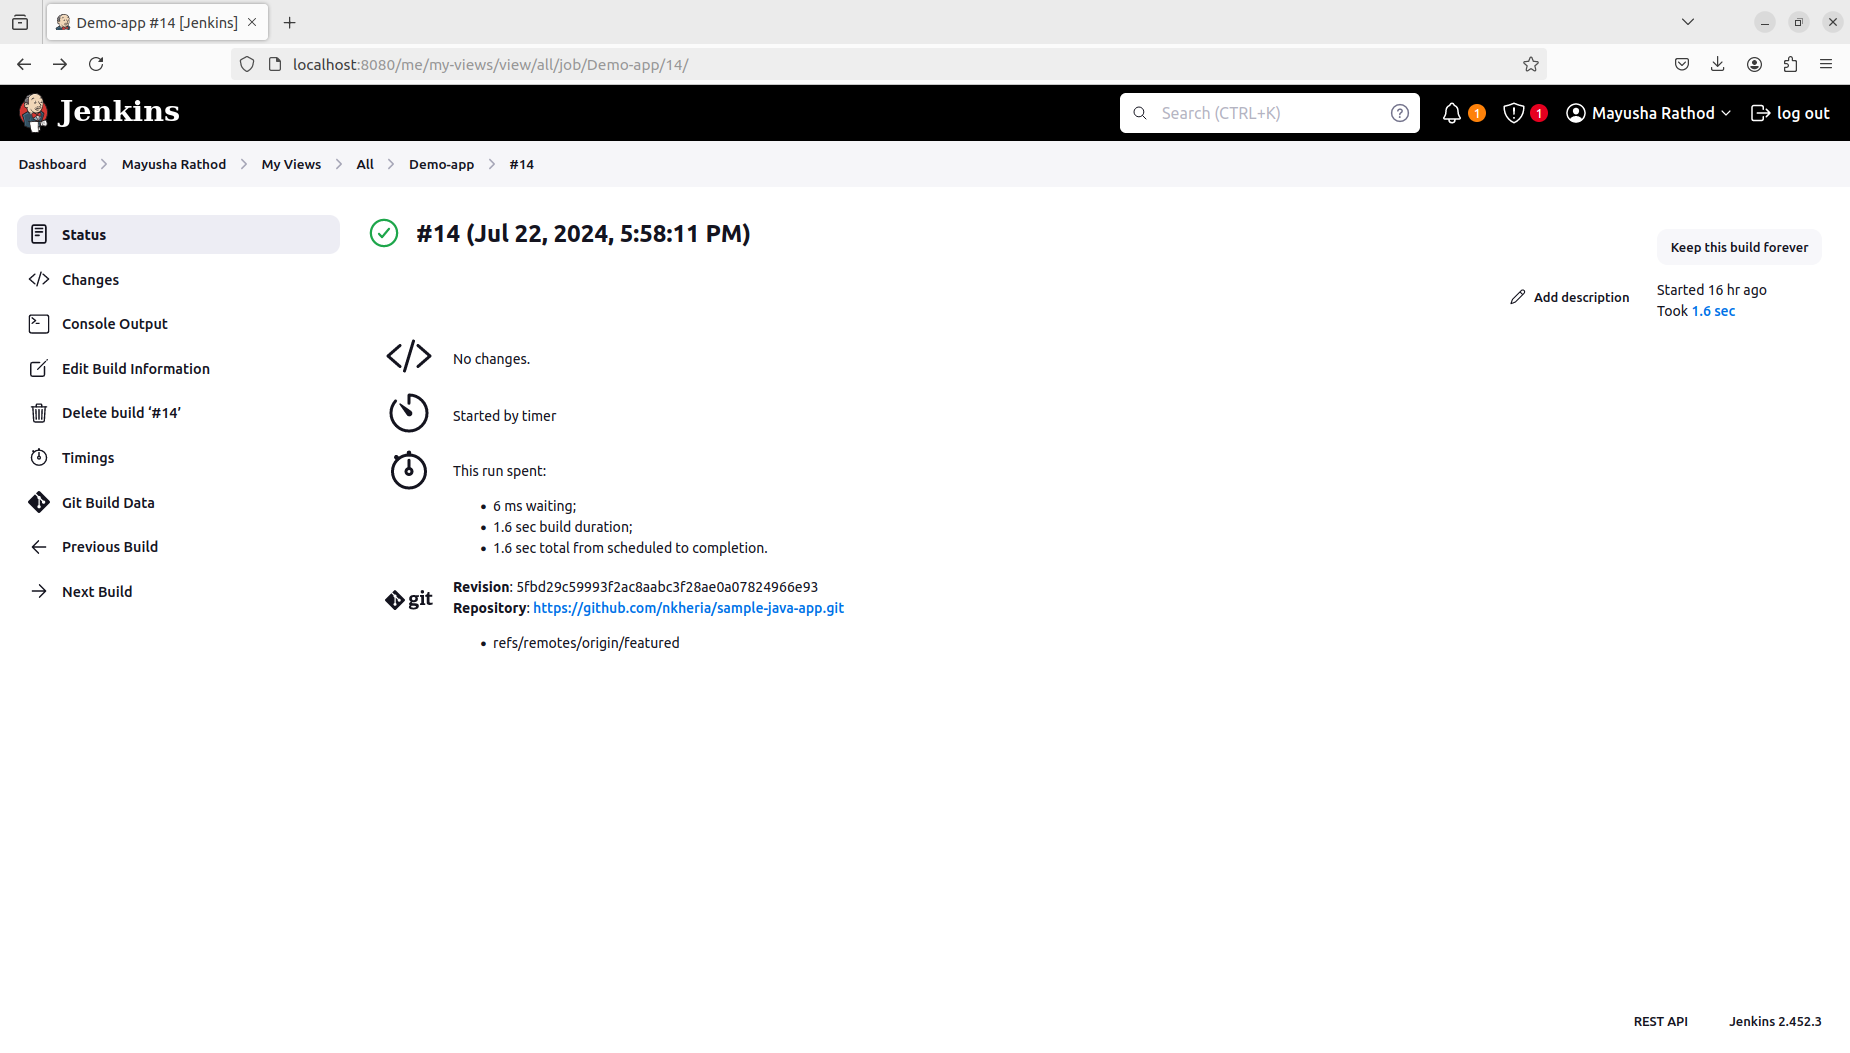 Demo-app #14 [Jenkins]
localhost:8080/me/my-views/view/all/job/Demo-app/14/
Jenkins
Search (CTRL+K)
1
1
Mayusha Rathod
log out
Dashboard
Mayusha Rathod
My Views
All
Demo-app
#14
Status
Changes
Console Output
Edit Build Information
Delete build ‘#14’
Timings
Git Build Data
Previous Build
Next Build
#14 (Jul 22, 2024, 5:58:11 PM)
Keep this build forever
Add description
Started 16 hr ago
Took 1.6 sec
No changes.
Started by timer
This run spent:
• 6 ms waiting;
• 1.6 sec build duration;
• 1.6 sec total from scheduled to completion.
git
Revision: 5fbd29c59993f2ac8aabc3f28ae0a07824966e93
Repository: https://github.com/nkheria/sample-java-app.git
• refs/remotes/origin/featured
REST API
Jenkins 2.452.3